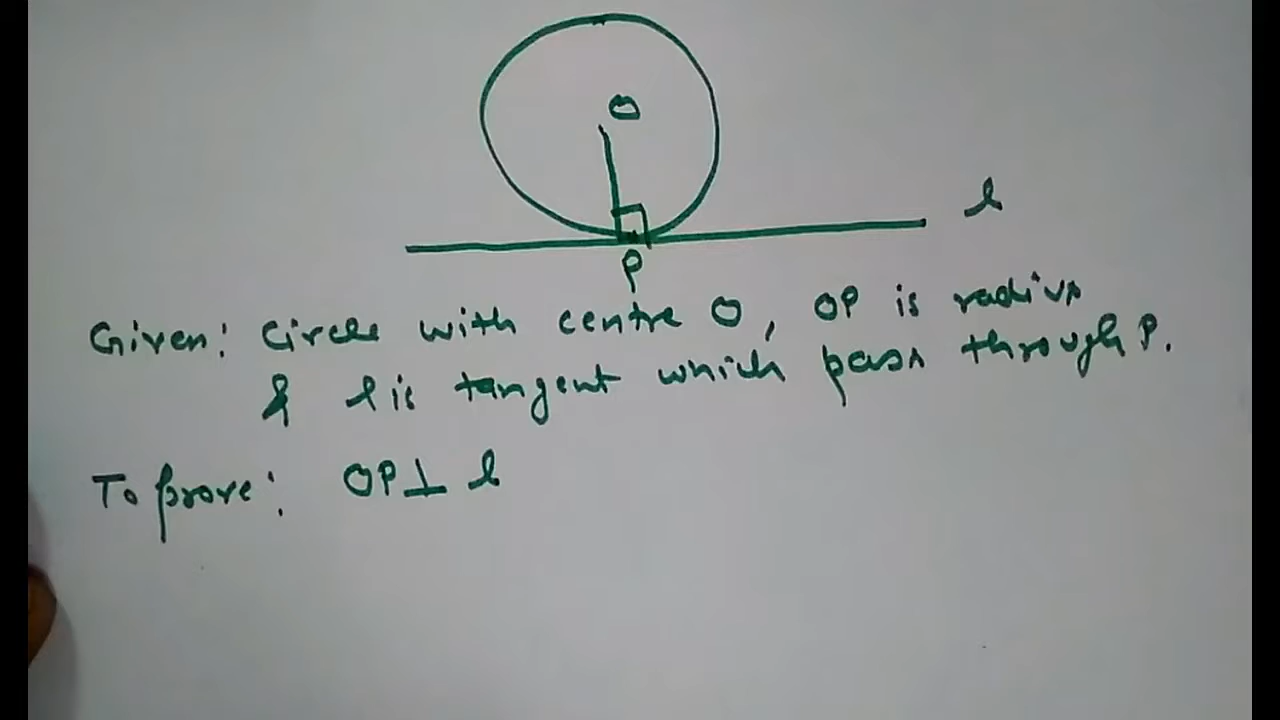 O
l
P
Given: Circle with centre O, OP is radius
& l is tangent which pass through P.
To prove: OP⊥ l